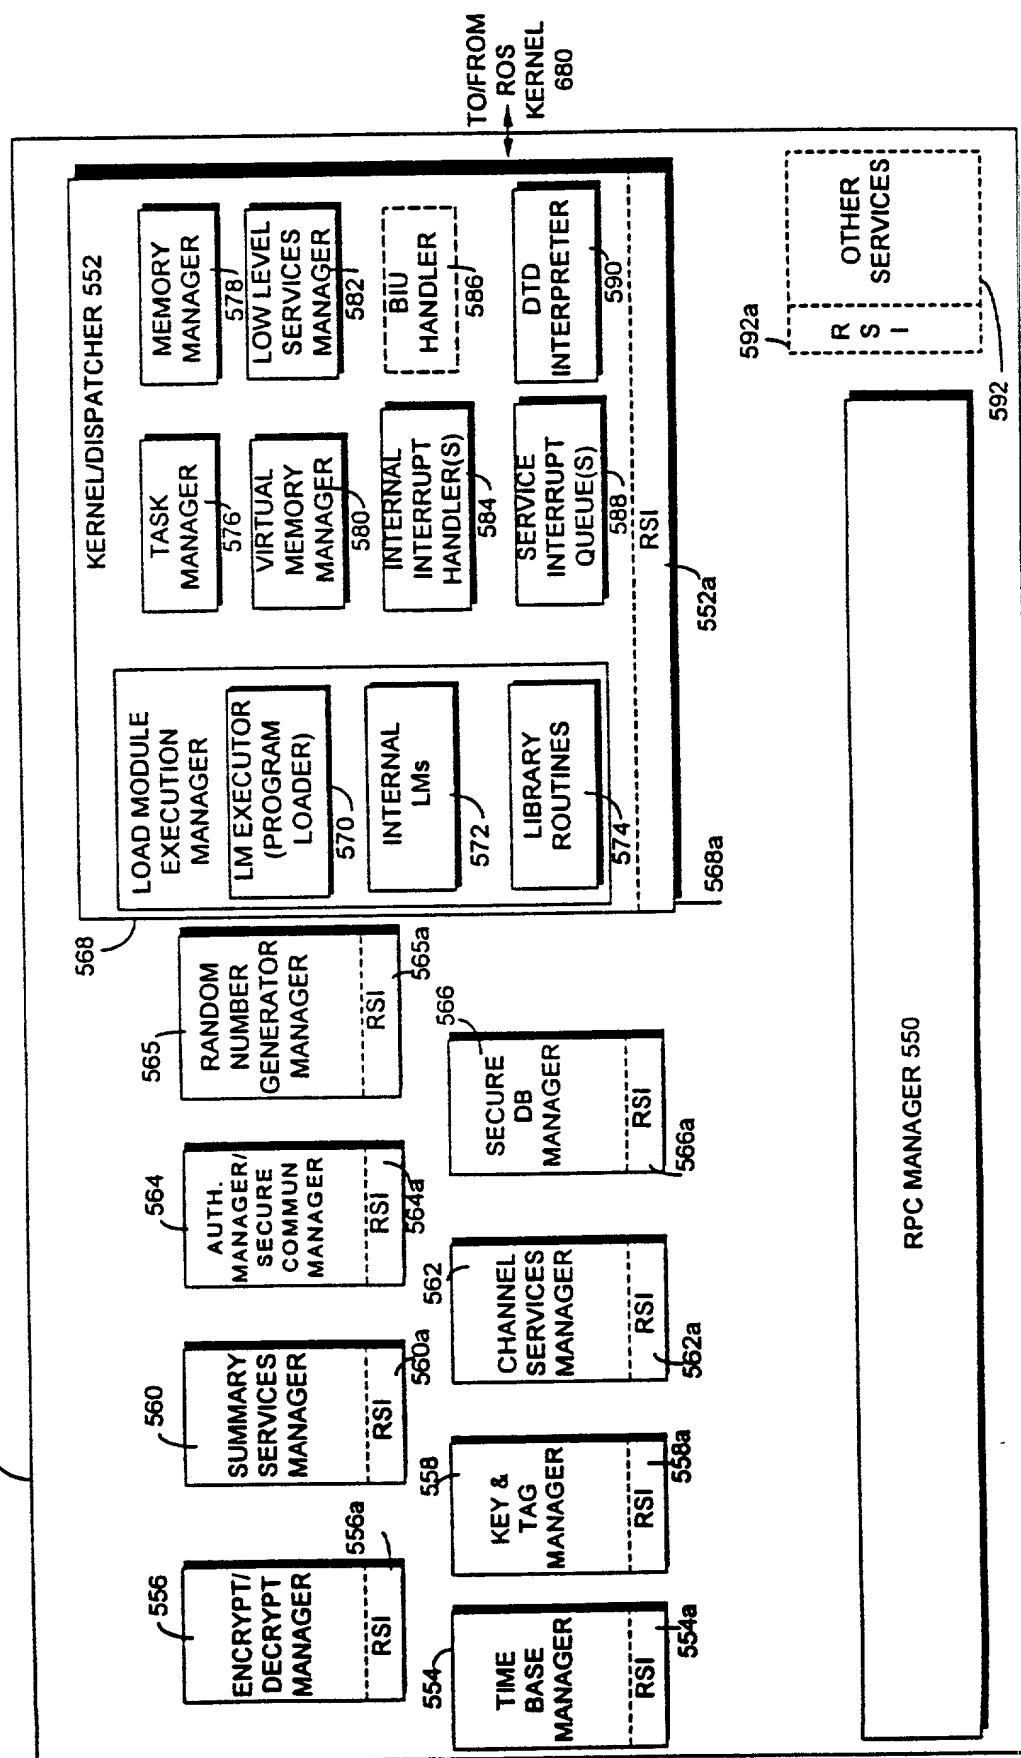 KERNEL/DISPATCHER 552
LOAD MODULE
EXECUTION
MANAGER
LM EXECUTOR
(PROGRAM
LOADER)
570
INTERNAL
LMs
572
LIBRARY
ROUTINES
574
568
568a
TASK
MANAGER
576
MEMORY
MANAGER
578
VIRTUAL
MEMORY
MANAGER
580
LOW LEVEL
SERVICES
MANAGER
582
INTERNAL
INTERRUPT
HANDLER(S)
584
BIU
HANDLER
586
SERVICE
INTERRUPT
QUEUE(S)
588
DTD
INTERPRETER
590
RSI
552a
TO/FROM
ROS
KERNEL
680
556
ENCRYPT/
DECRYPT
MANAGER
RSI
556a
560
SUMMARY
SERVICES
MANAGER
RSI
560a
564
AUTH.
MANAGER/
SECURE
COMMUN
MANAGER
RSI
564a
565
RANDOM
NUMBER
GENERATOR
MANAGER
RSI
565a
554
TIME
BASE
MANAGER
RSI
554a
558
KEY &
TAG
MANAGER
RSI
558a
562
CHANNEL
SERVICES
MANAGER
RSI
562a
566
SECURE
DB
MANAGER
RSI
566a
592a
R
S
I
OTHER
SERVICES
592
RPC MANAGER 550